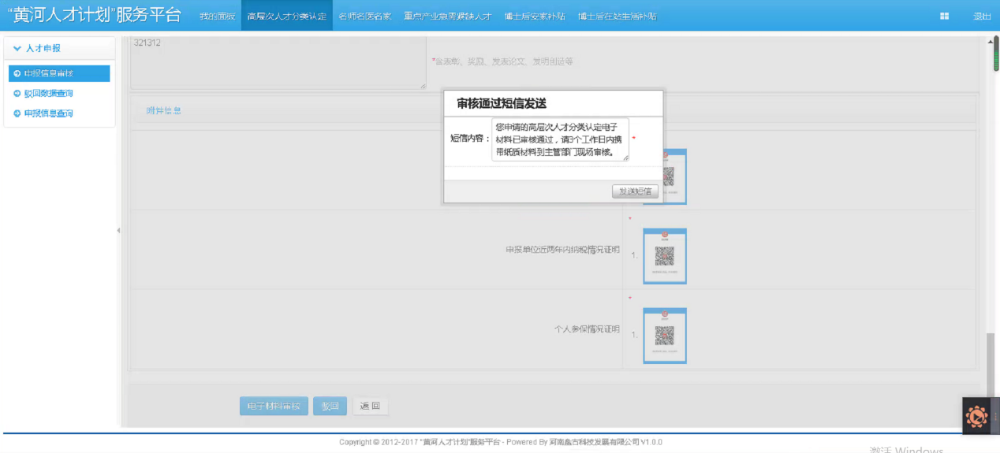 “黄河人才计划”服务平台 我的面板 高层次人才分类认定 名师名医名家 重点产业急需紧缺人才 博士后安家补贴 博士后在站生活补贴 退出
人才申报
申报信息审核
驳回数据查询
申报信息查询
321312
*含表彰、奖励、发表论文、发明创造等
附件信息
审核通过短信发送
短信内容：
您申请的高层次人才分类认定电子
材料已审核通过，请3个工作日内携
带纸质材料到主管部门现场审核。
*
发送短信
*
申报单位近两年内纳税情况证明
1.
*
个人参保情况证明
1.
电子材料审核 驳回 返回
Copyright © 2012-2017 “黄河人才计划”服务平台 - Powered By 河南盘古科技发展有限公司 V1.0.0
激活 Windows